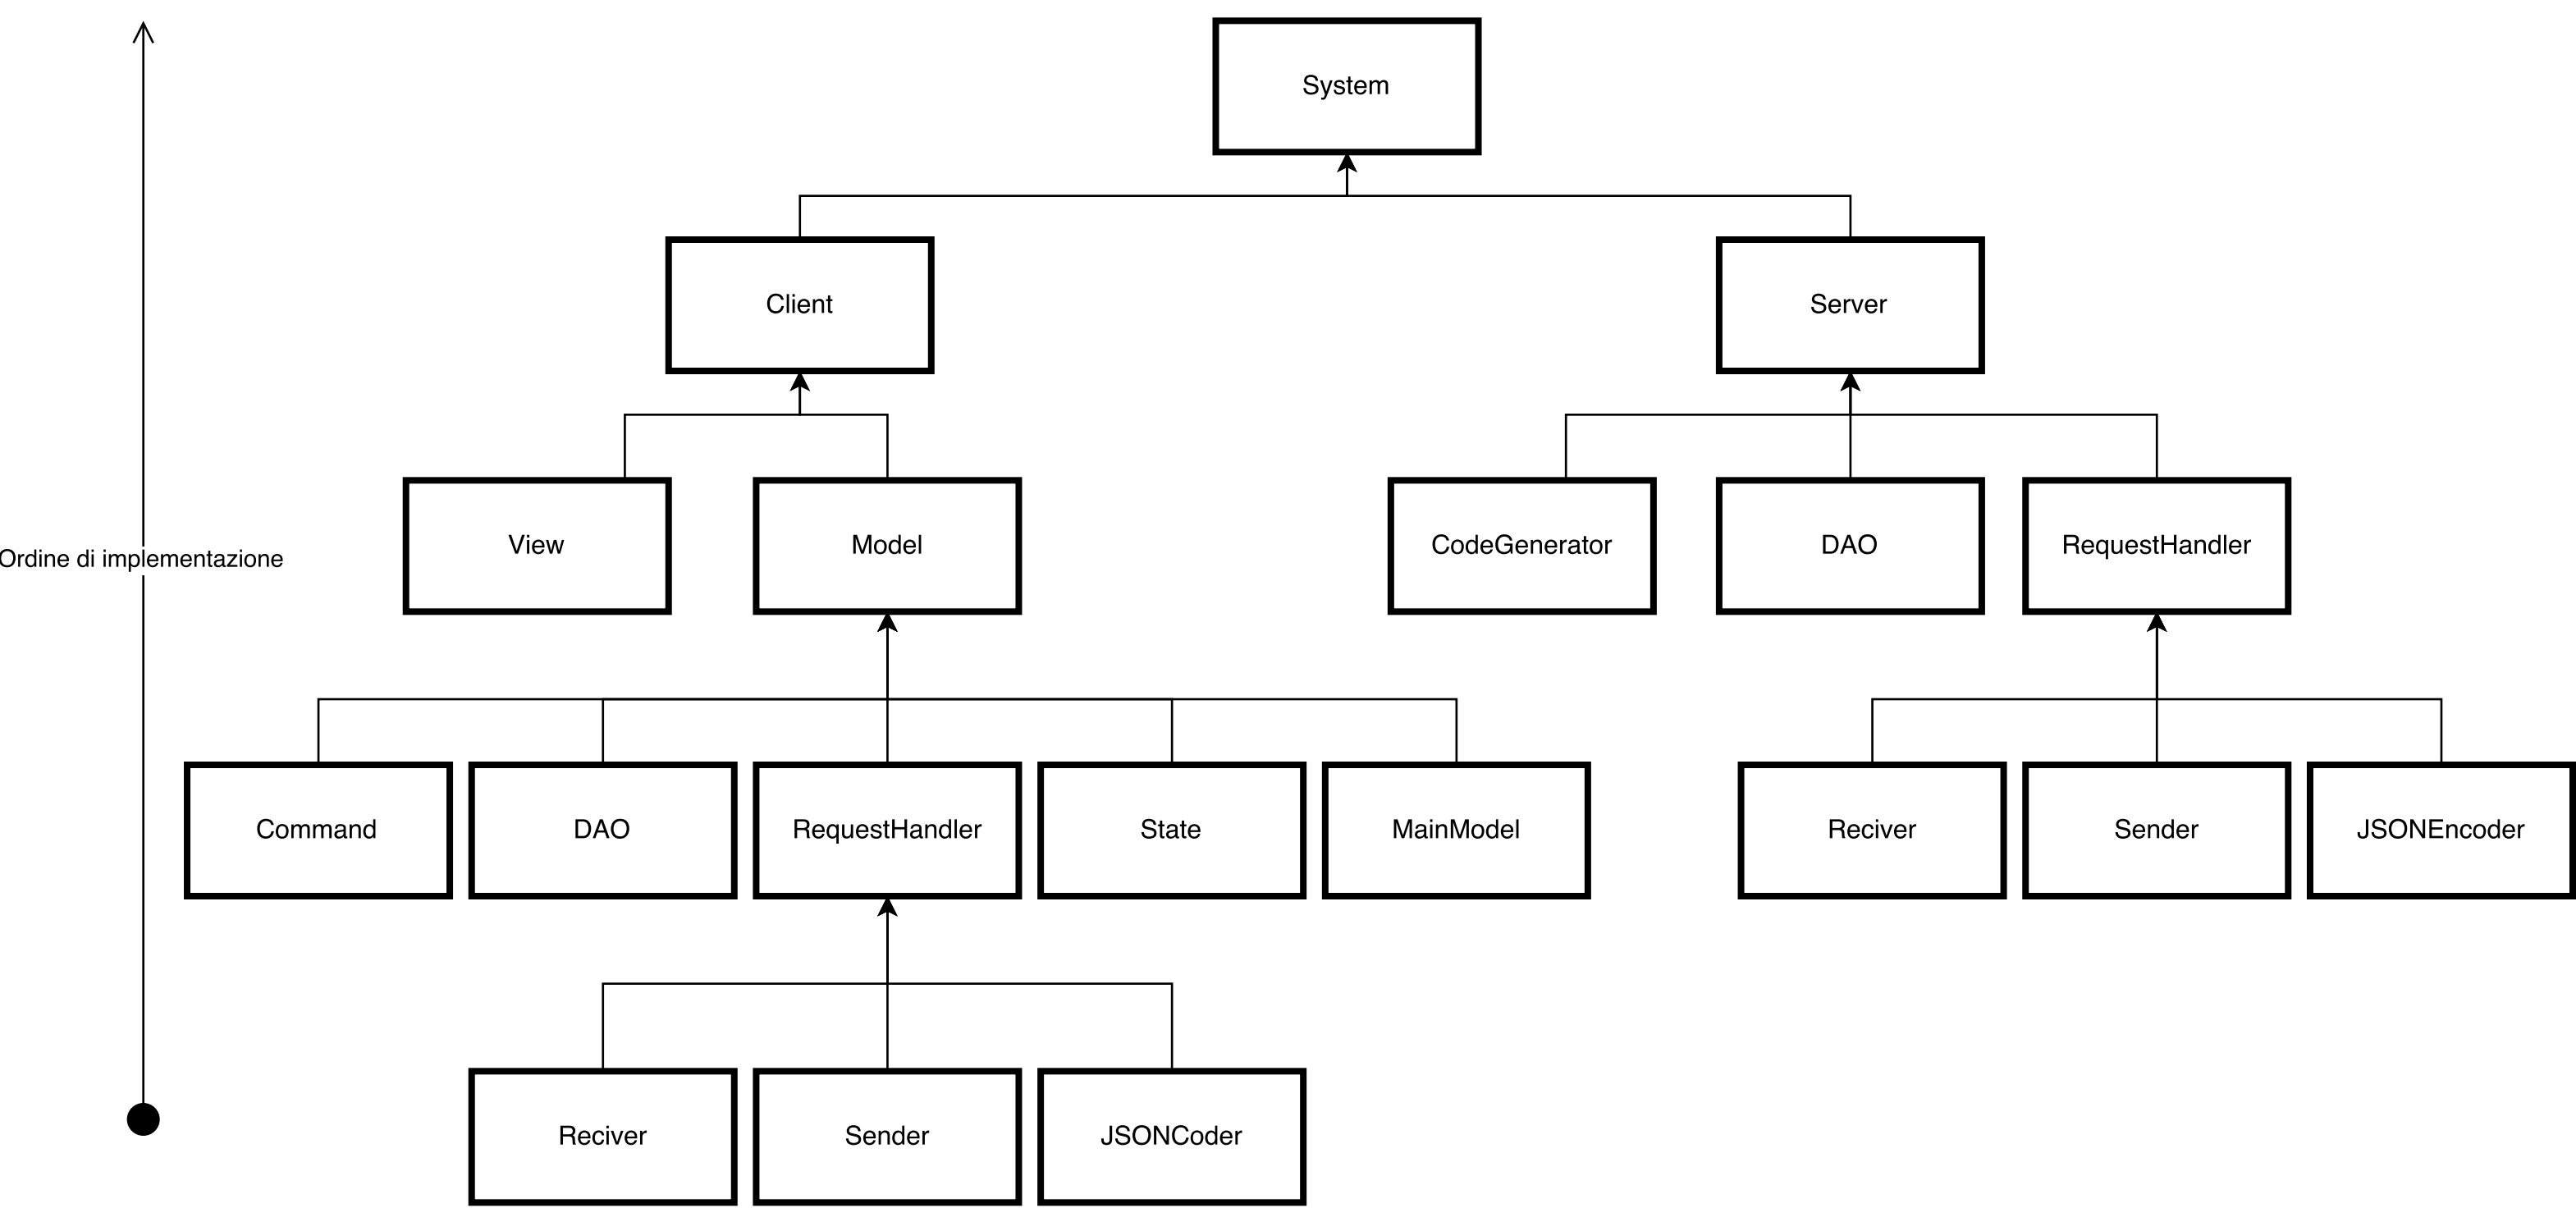 System
Client
Server
View
Model
CodeGenerator
DAO
RequestHandler
Ordine di implementazione
Command
DAO
RequestHandler
State
MainModel
Reciver
Sender
JSONEncoder
Reciver
Sender
JSONCoder